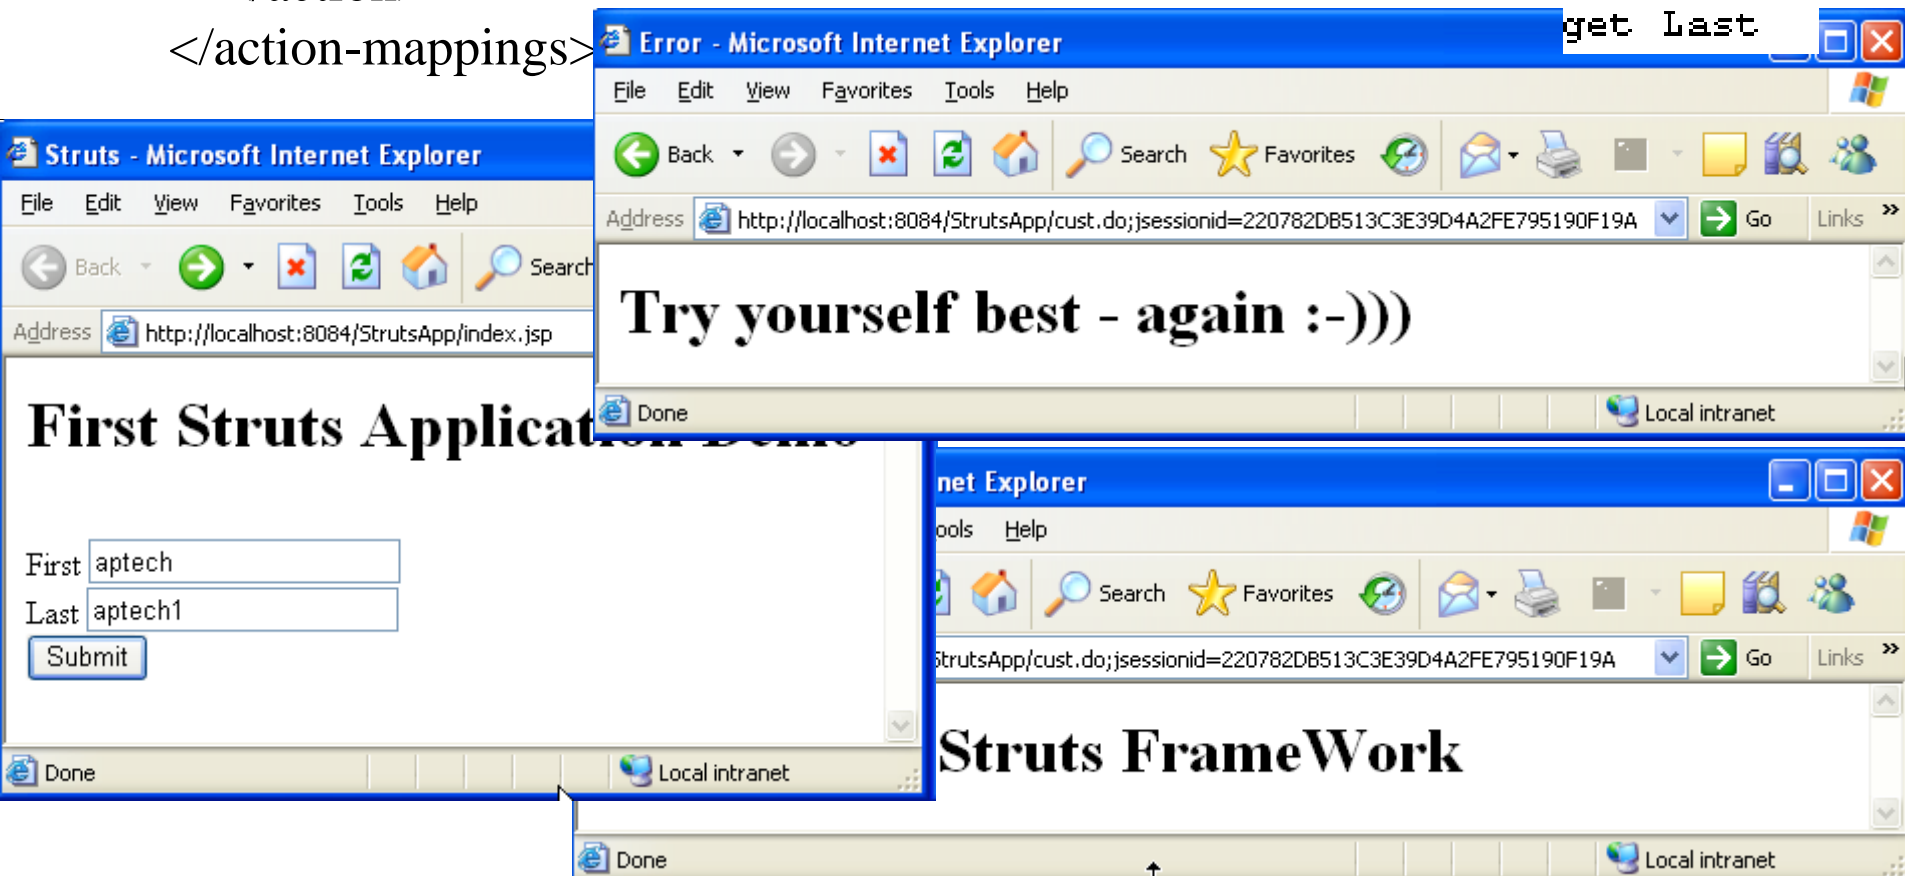 </action-mappings>
get Last
Error - Microsoft Internet Explorer
File Edit View Favorites Tools Help
Back Search Favorites
Address http://localhost:8084/StrutsApp/cust.do;jsessionid=220782DB513C3E39D4A2FE795190F19A Go Links »
Try yourself best - again :-)))
Done Local intranet
Struts - Microsoft Internet Explorer
File Edit View Favorites Tools Help
Back Search
Address http://localhost:8084/StrutsApp/index.jsp
First Struts Application Demo
First aptech
Last aptech1
Submit
Done Local intranet
net Explorer
ools Help
Search Favorites
StrutsApp/cust.do;jsessionid=220782DB513C3E39D4A2FE795190F19A Go Links »
Struts FrameWork
Done Local intranet